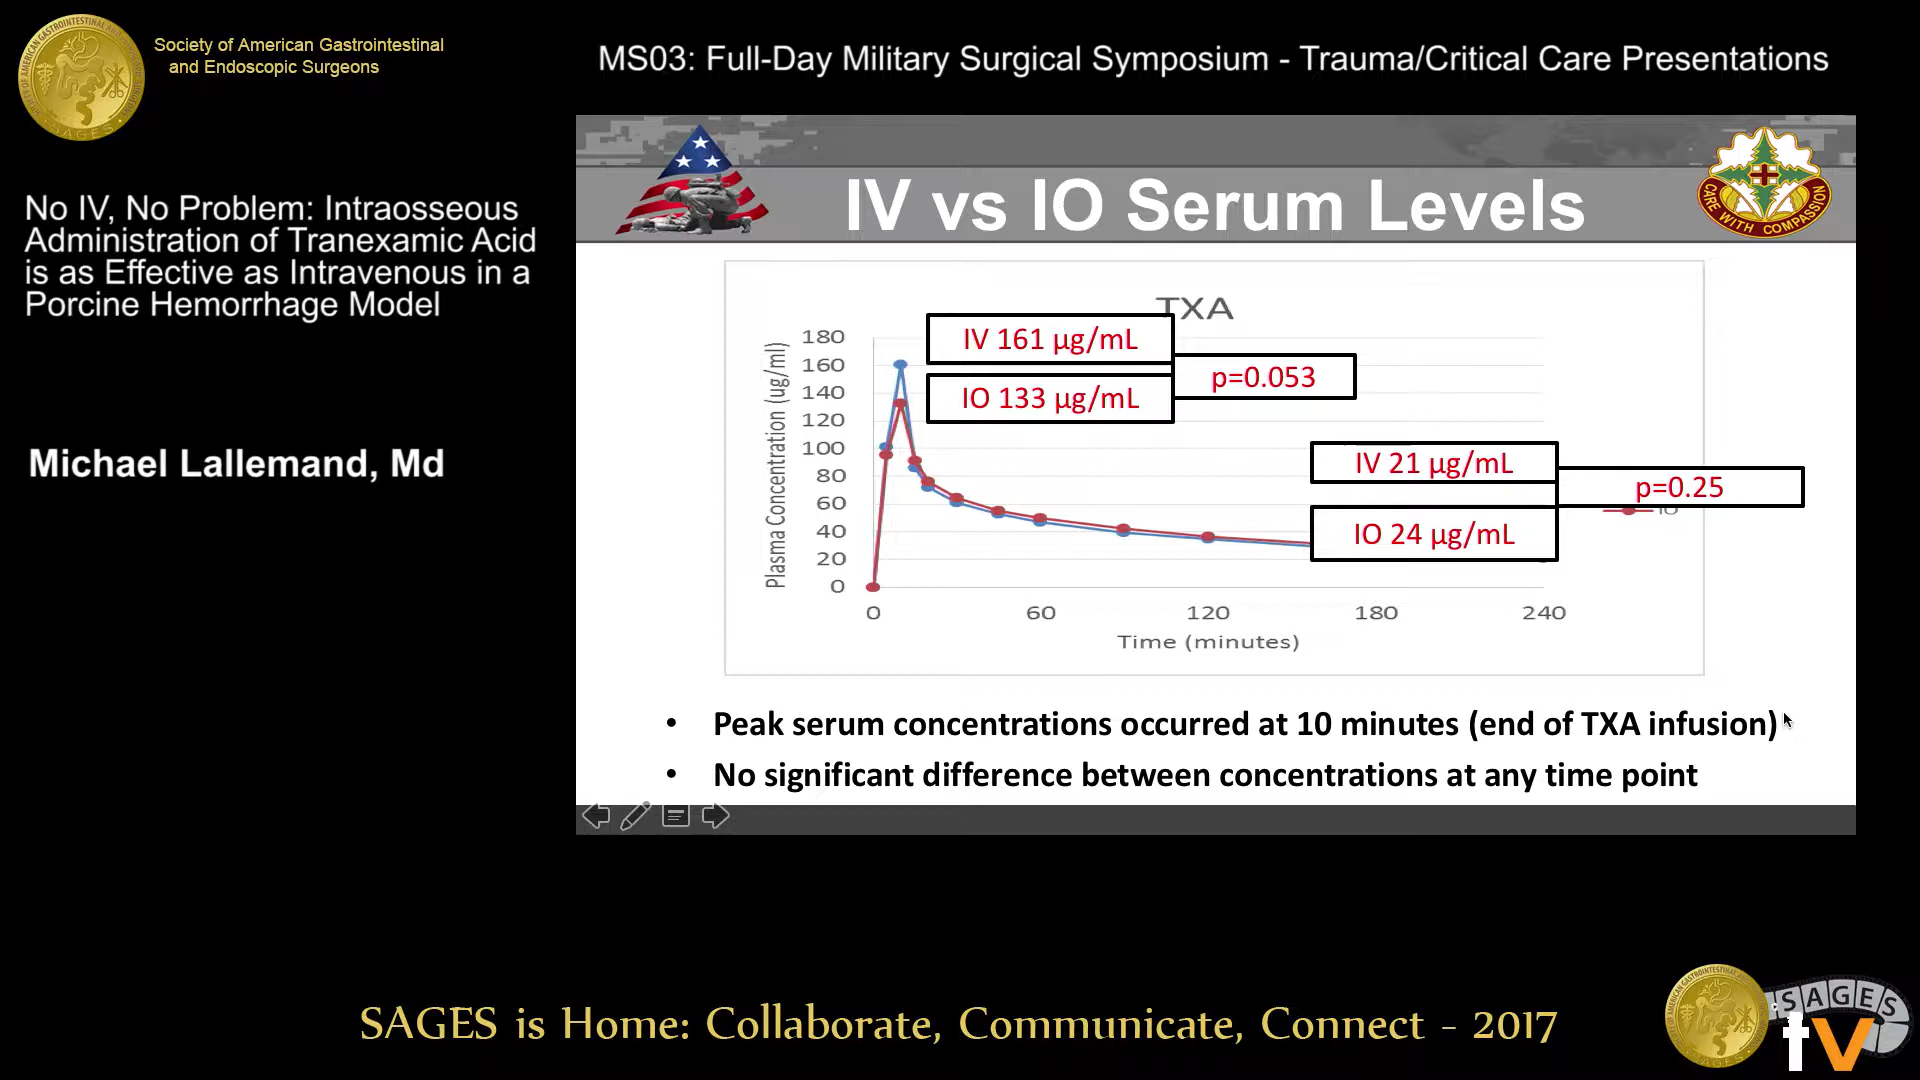 Society of American Gastrointestinal
and Endoscopic Surgeons
MS03: Full-Day Military Surgical Symposium - Trauma/Critical Care Presentations
No IV, No Problem: Intraosseous
Administration of Tranexamic Acid
is as Effective as Intravenous in a
Porcine Hemorrhage Model
Michael Lallemand, Md
IV vs IO Serum Levels
CARE WITH COMPASSION
TXA
IV 161 µg/mL
IO 133 µg/mL
p=0.053
IV 21 µg/mL
IO 24 µg/mL
p=0.25
IO
Plasma Concentration (ug/ml)
180
160
140
120
100
80
60
40
20
0
0 60 120 180 240
Time (minutes)
• Peak serum concentrations occurred at 10 minutes (end of TXA infusion)
• No significant difference between concentrations at any time point
SAGES is Home: Collaborate, Communicate, Connect - 2017
SAGES
tv